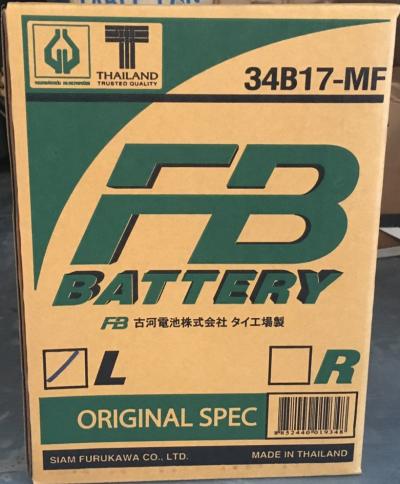 THAILAND
TRUSTED QUALITY
34B17-MF
FB
BATTERY
FB 古河電池株式会社 タイ工場製
L
R
ORIGINAL SPEC
SIAM FURUKAWA CO., LTD.
MADE IN THAILAND